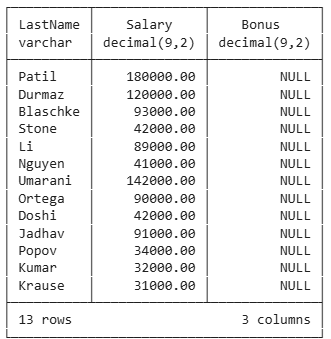 LastName Salary Bonus
varchar decimal(9,2) decimal(9,2)
Patil 180000.00 NULL
Durmaz 120000.00 NULL
Blaschke 93000.00 NULL
Stone 42000.00 NULL
Li 89000.00 NULL
Nguyen 41000.00 NULL
Umarani 142000.00 NULL
Ortega 90000.00 NULL
Doshi 42000.00 NULL
Jadhav 91000.00 NULL
Popov 34000.00 NULL
Kumar 32000.00 NULL
Krause 31000.00 NULL
13 rows 3 columns